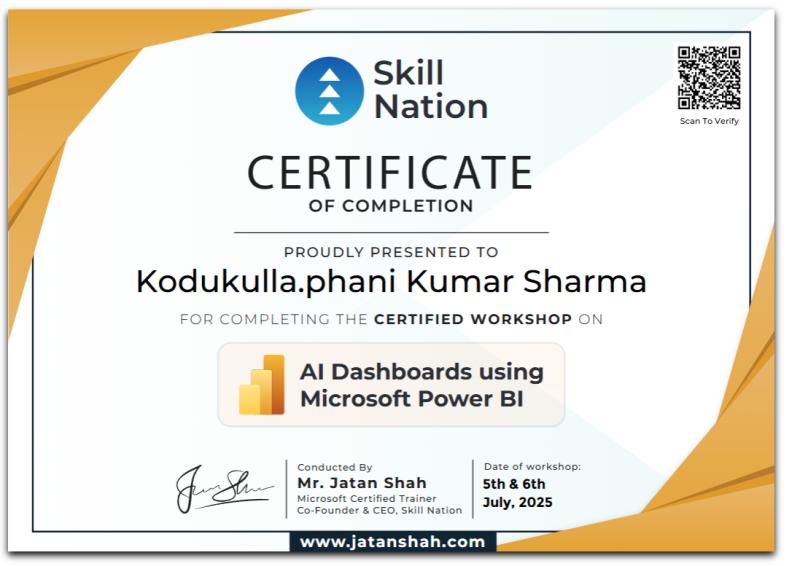 Skill
Nation
Scan To Verify
CERTIFICATE
OF COMPLETION
PROUDLY PRESENTED TO
Kodukulla.phani Kumar Sharma
FOR COMPLETING THE CERTIFIED WORKSHOP ON
AI Dashboards using
Microsoft Power BI
Conducted By
Mr. Jatan Shah
Microsoft Certified Trainer
Co-Founder & CEO, Skill Nation
Date of workshop:
5th & 6th
July, 2025
www.jatanshah.com